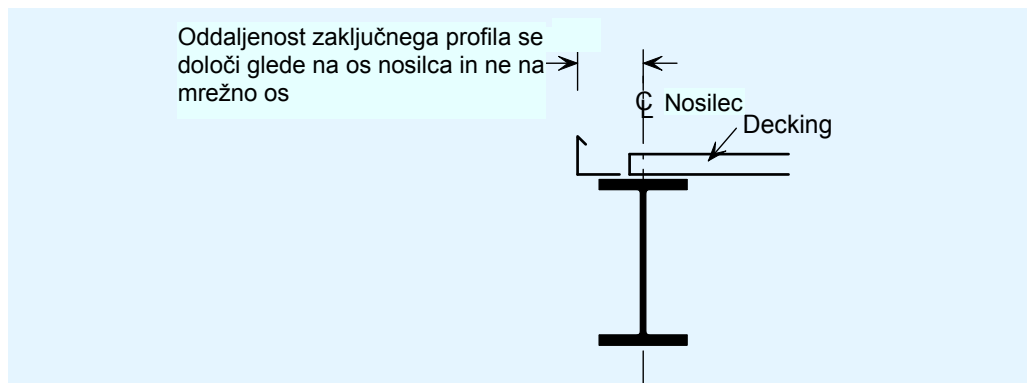 Oddaljenost zaključnega profila se
določi glede na os nosilca in ne na
mrežno os
℄ Nosilec
Decking